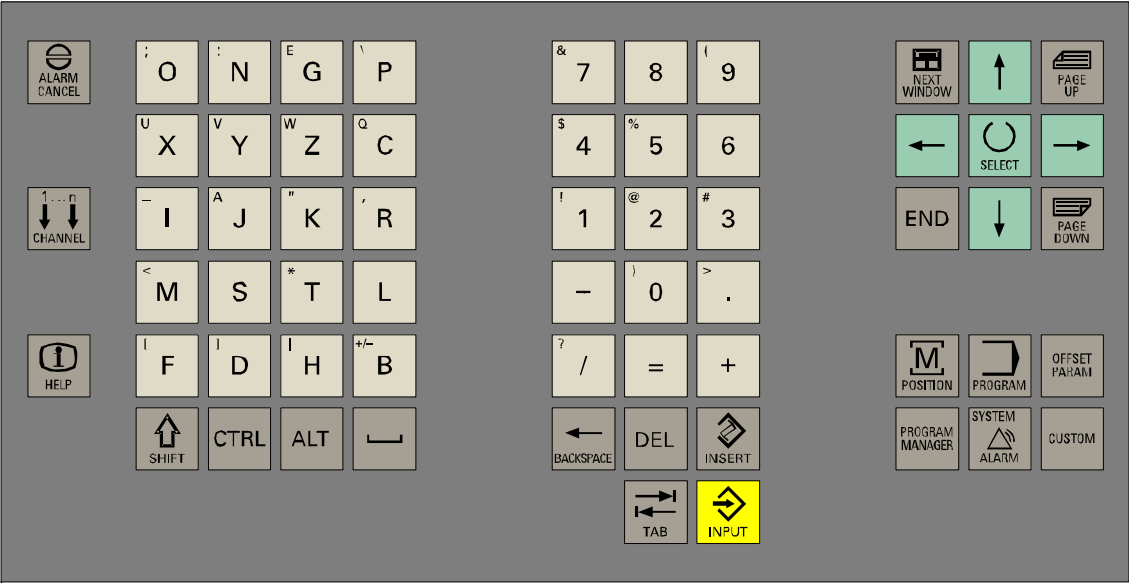 ALARM
CANCEL
; O
: N
E G
\ P
& 7
8
( 9
NEXT
WINDOW
PAGE
UP
U X
V Y
W Z
Q C
$ 4
% 5
6
SELECT
1...n
CHANNEL
_ I
A J
" K
, R
! 1
@ 2
# 3
END
PAGE
DOWN
< M
S
* T
L
–
) 0
> .
i
HELP
[ F
] D
| H
+/– B
? /
=
+
M
POSITION
PROGRAM
OFFSET
PARAM
SHIFT
CTRL
ALT
BACKSPACE
DEL
INSERT
PROGRAM
MANAGER
SYSTEM
ALARM
CUSTOM
TAB
INPUT